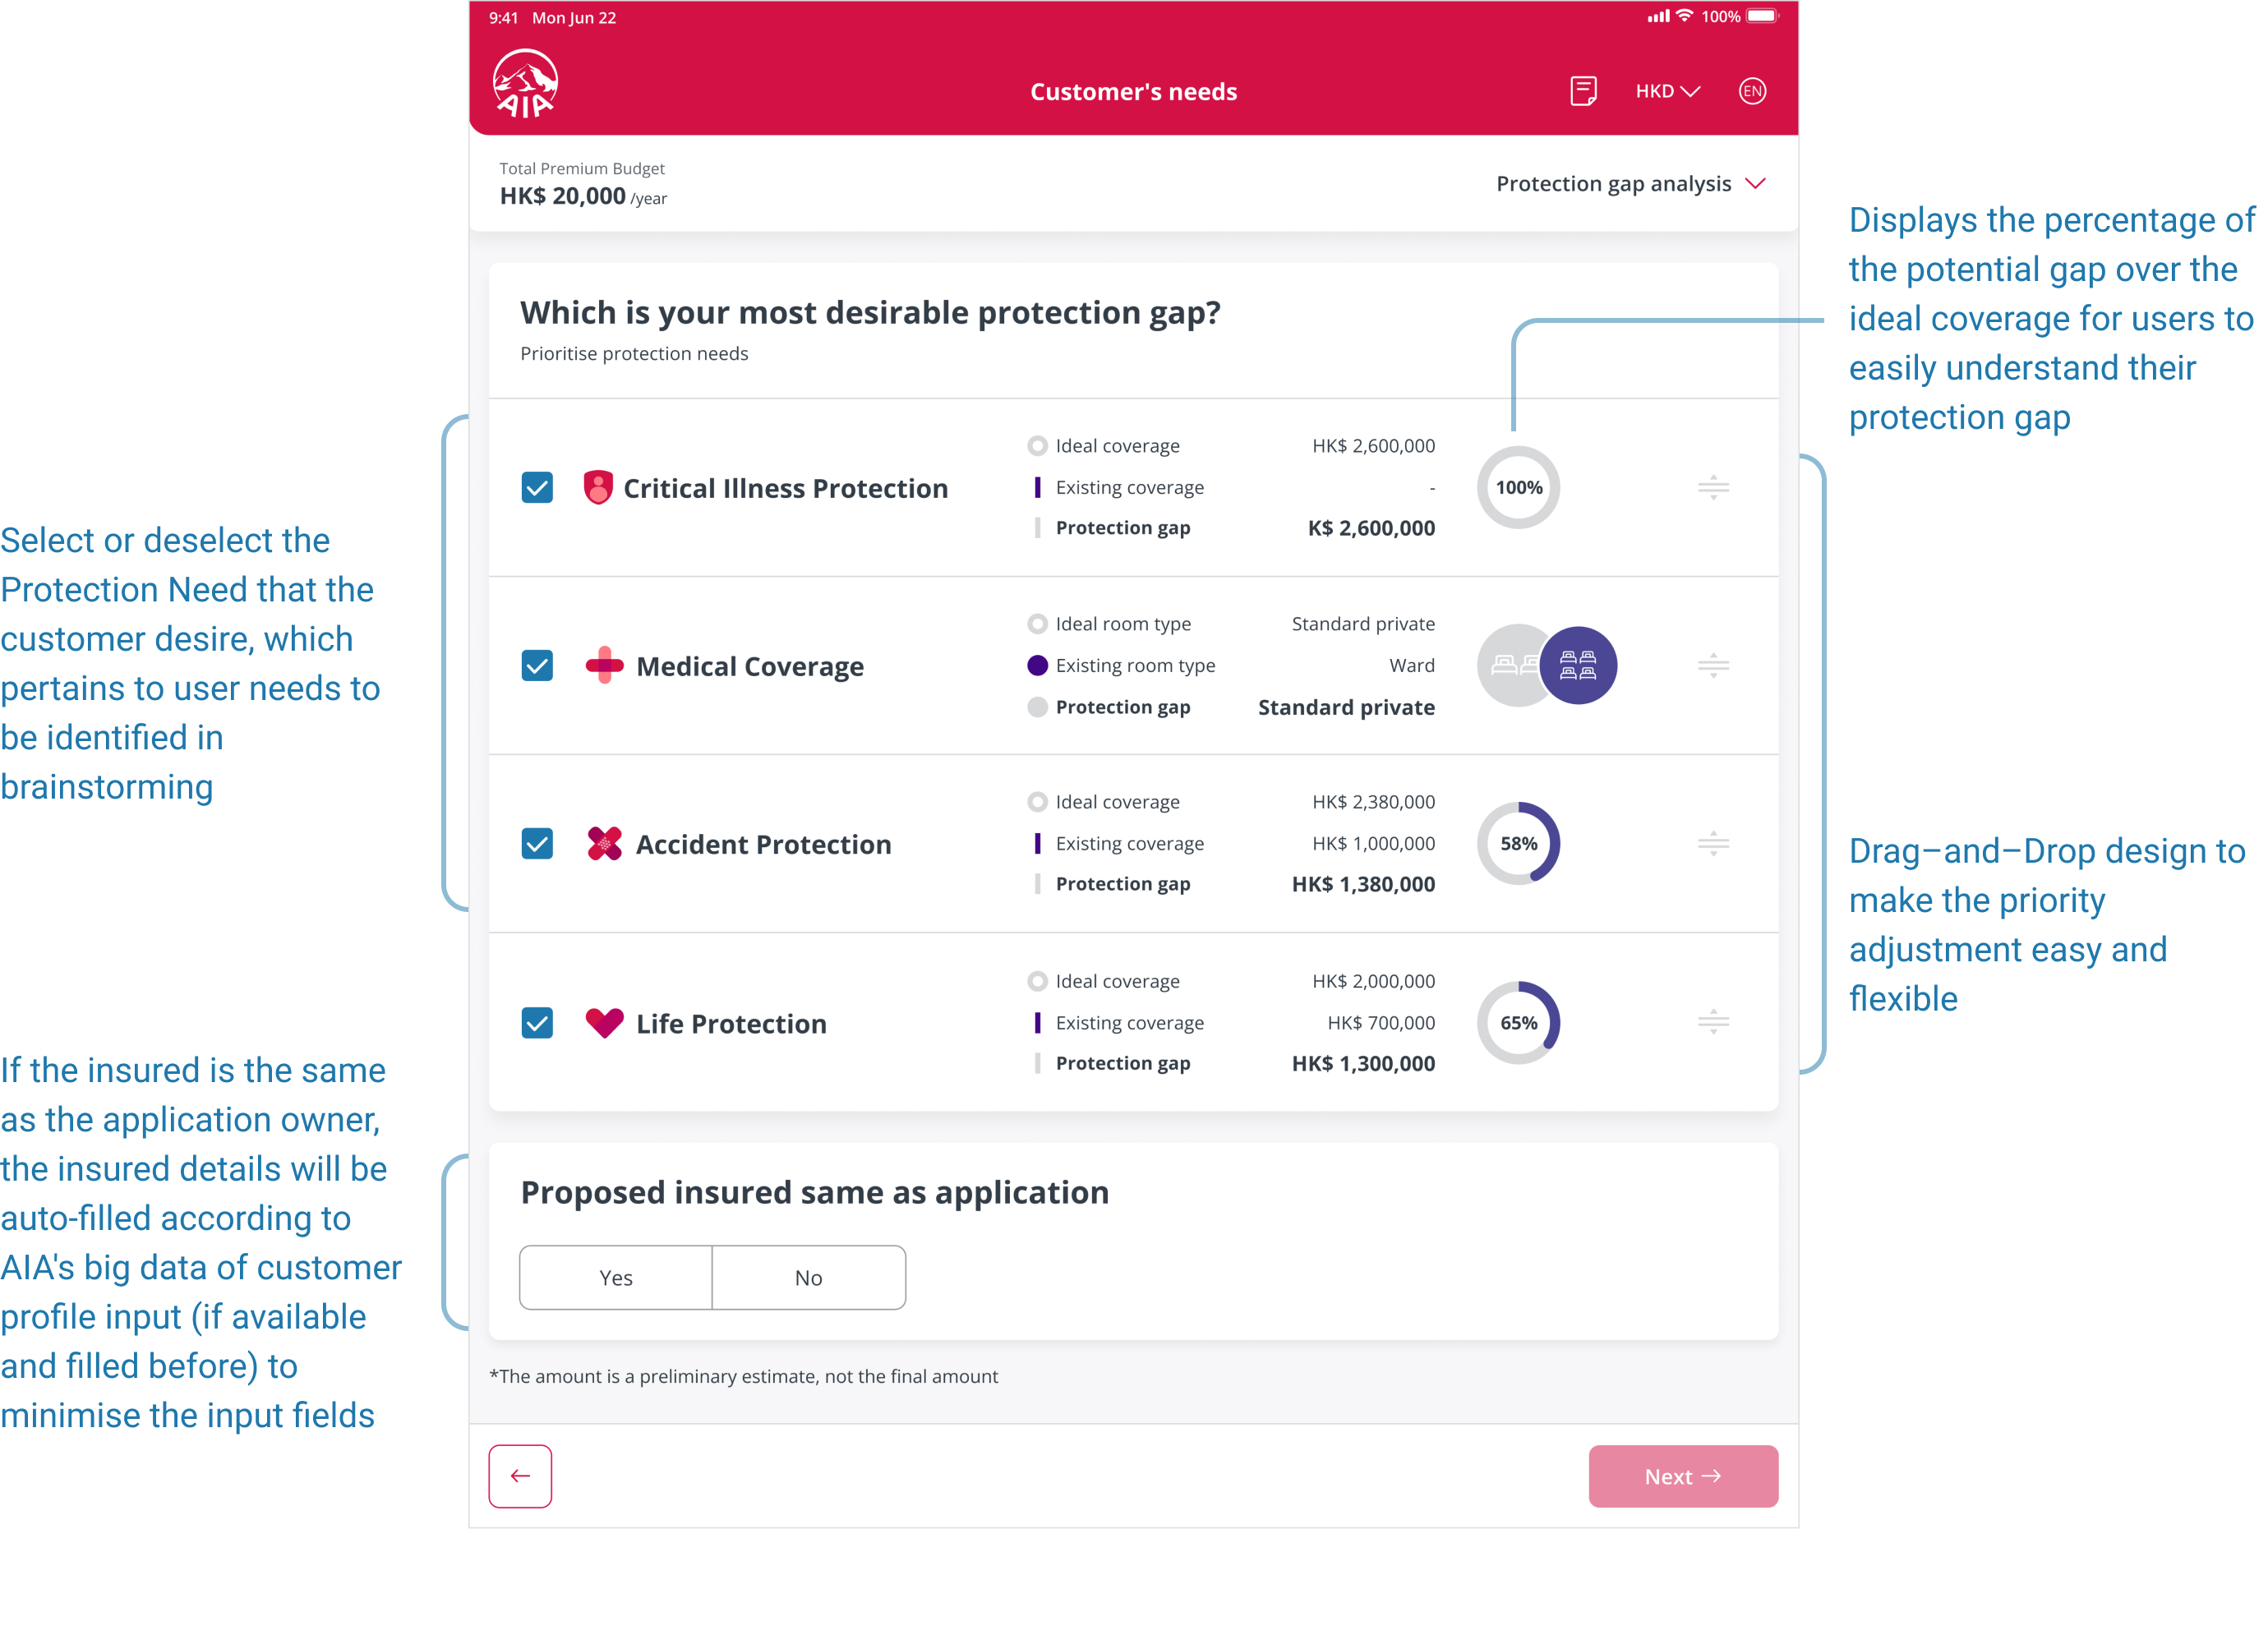 9:41 Mon Jun 22
100%
AIA
Customer's needs
HKD
EN
Total Premium Budget
HK$ 20,000 /year
Protection gap analysis
Which is your most desirable protection gap?
Prioritise protection needs
Critical Illness Protection
Ideal coverage HK$ 2,600,000
Existing coverage -
Protection gap K$ 2,600,000
100%
Medical Coverage
Ideal room type Standard private
Existing room type Ward
Protection gap Standard private
Accident Protection
Ideal coverage HK$ 2,380,000
Existing coverage HK$ 1,000,000
Protection gap HK$ 1,380,000
58%
Life Protection
Ideal coverage HK$ 2,000,000
Existing coverage HK$ 700,000
Protection gap HK$ 1,300,000
65%
Proposed insured same as application
Yes No
*The amount is a preliminary estimate, not the final amount
Next
Select or deselect the
Protection Need that the
customer desire, which
pertains to user needs to
be identified in
brainstorming
If the insured is the same
as the application owner,
the insured details will be
auto-filled according to
AIA's big data of customer
profile input (if available
and filled before) to
minimise the input fields
Displays the percentage of
the potential gap over the
ideal coverage for users to
easily understand their
protection gap
Drag–and–Drop design to
make the priority
adjustment easy and
flexible